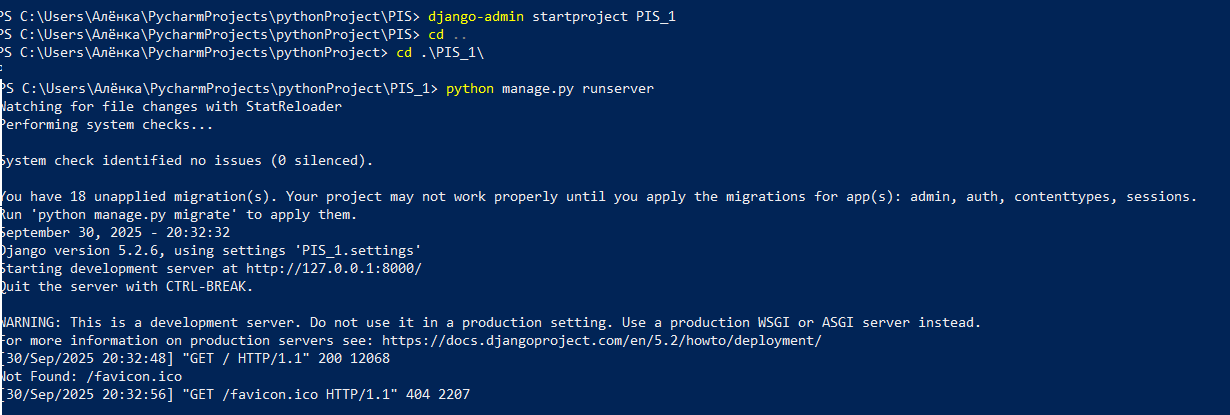 PS C:\Users\Алёнка\PycharmProjects\pythonProject\PIS> django-admin startproject PIS_1
PS C:\Users\Алёнка\PycharmProjects\pythonProject\PIS> cd ..
PS C:\Users\Алёнка\PycharmProjects\pythonProject> cd .\PIS_1\
PS C:\Users\Алёнка\PycharmProjects\pythonProject\PIS_1> python manage.py runserver
Watching for file changes with StatReloader
Performing system checks...
System check identified no issues (0 silenced).
You have 18 unapplied migration(s). Your project may not work properly until you apply the migrations for app(s): admin, auth, contenttypes, sessions.
Run 'python manage.py migrate' to apply them.
September 30, 2025 - 20:32:32
Django version 5.2.6, using settings 'PIS_1.settings'
Starting development server at http://127.0.0.1:8000/
Quit the server with CTRL-BREAK.
WARNING: This is a development server. Do not use it in a production setting. Use a production WSGI or ASGI server instead.
For more information on production servers see: https://docs.djangoproject.com/en/5.2/howto/deployment/
[30/Sep/2025 20:32:48] "GET / HTTP/1.1" 200 12068
Not Found: /favicon.ico
[30/Sep/2025 20:32:56] "GET /favicon.ico HTTP/1.1" 404 2207